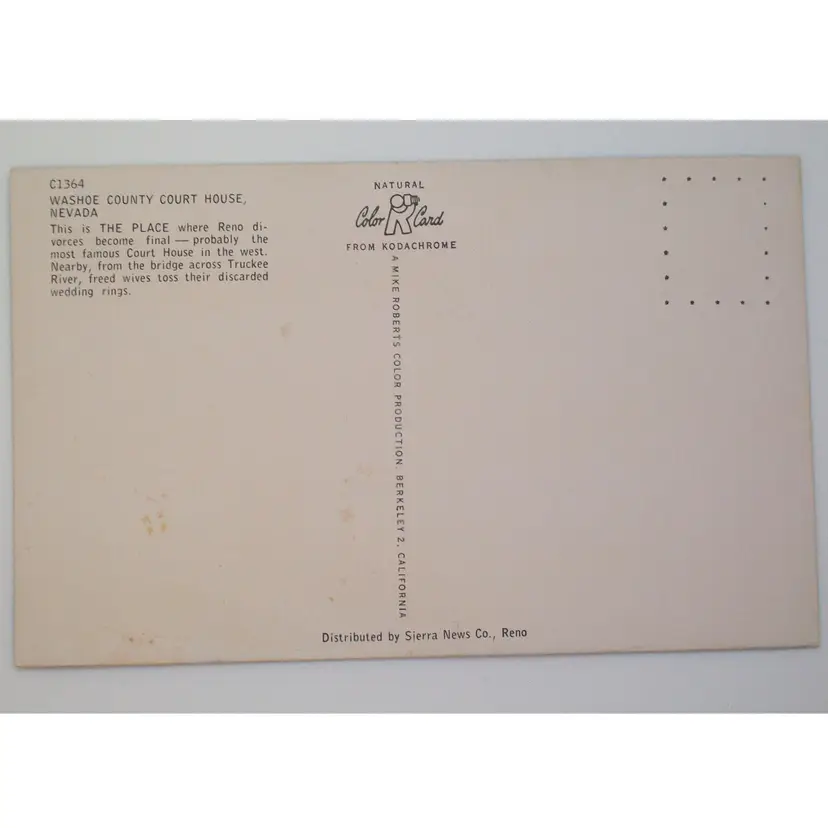 C1364
WASHOE COUNTY COURT HOUSE,
NEVADA
This is THE PLACE where Reno di-
vorces become final — probably the
most famous Court House in the west.
Nearby, from the bridge across Truckee
River, freed wives toss their discarded
wedding rings.
NATURAL
Color Card
FROM KODACHROME
A MIKE ROBERTS COLOR PRODUCTION, BERKELEY 2, CALIFORNIA
Distributed by Sierra News Co., Reno